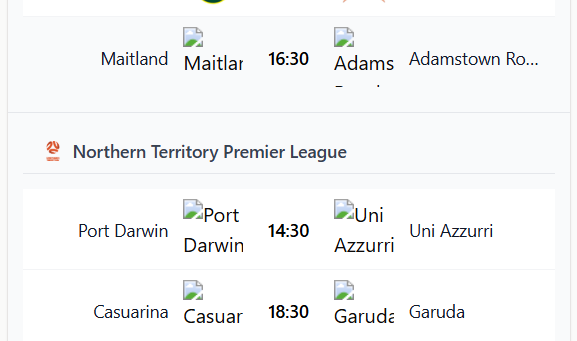 Maitland Maitlar 16:30 Adams Adamstown Ro...
Northern Territory Premier League
Port Darwin Port Darwin 14:30 Uni Azzurri Uni Azzurri
Casuarina Casuar 18:30 Garuda Garuda